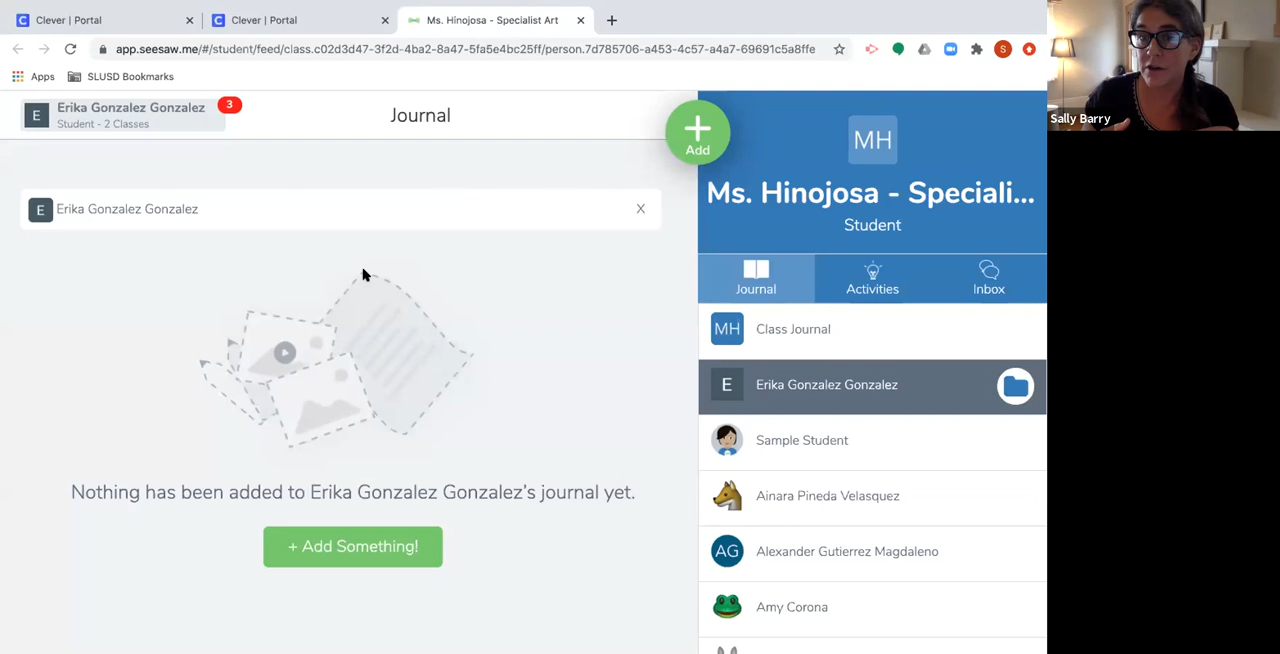 Clever | Portal
Clever | Portal
Ms. Hinojosa - Specialist Art
app.seesaw.me/#/student/feed/class.c02d3d47-3f2d-4ba2-8a47-5fa5e4bc25ff/person.7d785706-a453-4c57-a4a7-69691c5a8ffe
S
Apps
SLUSD Bookmarks
E
Erika Gonzalez Gonzalez
3
Student - 2 Classes
Journal
Add
E
Erika Gonzalez Gonzalez
X
Nothing has been added to Erika Gonzalez Gonzalez's journal yet.
+ Add Something!
MH
Ms. Hinojosa - Speciali...
Student
Journal
Activities
Inbox
MH
Class Journal
E
Erika Gonzalez Gonzalez
Sample Student
Ainara Pineda Velasquez
AG
Alexander Gutierrez Magdaleno
Amy Corona
Sally Barry